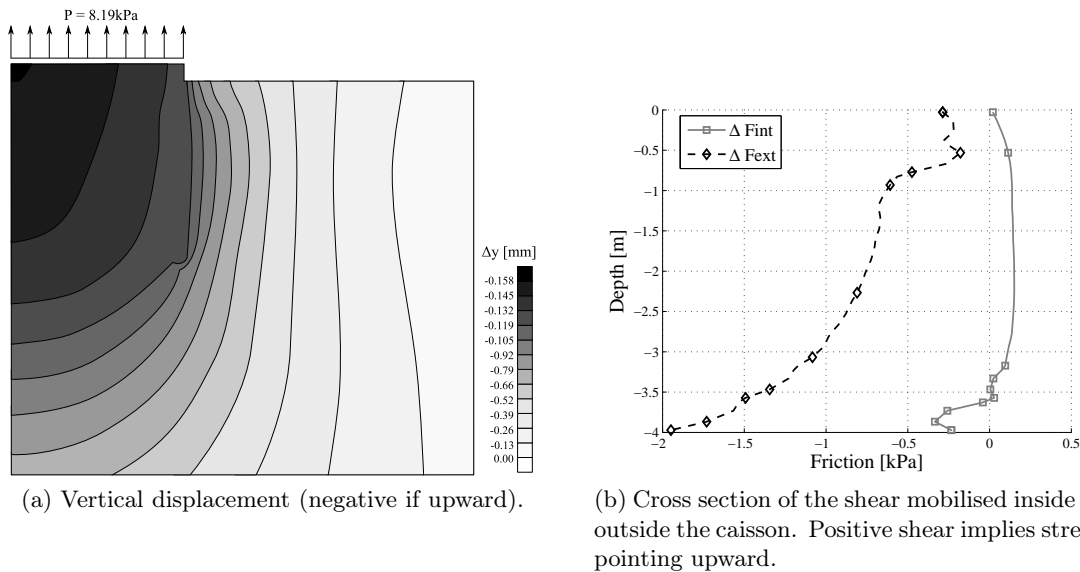 P = 8.19kPa
Δy [mm]
-0.158
-0.145
-0.132
-0.119
-0.105
-0.92
-0.79
-0.66
-0.52
-0.39
-0.26
-0.13
0.00
(a) Vertical displacement (negative if upward).
Δ Fint
Δ Fext
0
−0.5
−1
−1.5
−2
−2.5
−3
−3.5
−4
Depth [m]
−2
−1.5
−1
−0.5
0
0.5
Friction [kPa]
(b) Cross section of the shear mobilised inside
outside the caisson. Positive shear implies stre
pointing upward.